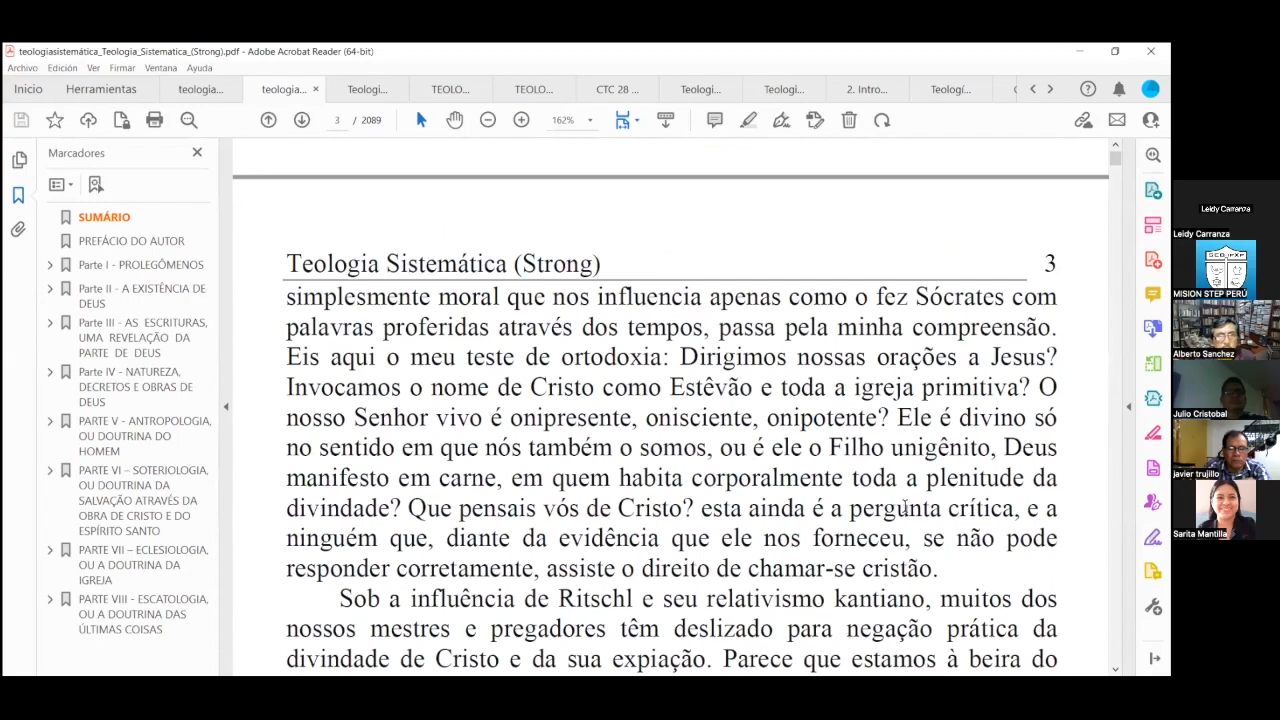 teologiasistemática_Teologia_Sistematica_(Strong).pdf - Adobe Acrobat Reader (64-bit)
Archivo Edición Ver Firmar Ventana Ayuda
Inicio Herramientas teologia... teologia... × Teologi... TEOLO... TEOLO... CTC 28 ... Teologi... Teologi... 2. Intro... Teologí...
3 / 2089 162%
Marcadores
SUMÁRIO
PREFÁCIO DO AUTOR
Parte I - PROLEGÔMENOS
Parte II - A EXISTÊNCIA DE
DEUS
Parte III - AS ESCRITURAS,
UMA REVELAÇÃO DA
PARTE DE DEUS
Parte IV - NATUREZA,
DECRETOS E OBRAS DE
DEUS
PARTE V - ANTROPOLOGIA,
OU DOUTRINA DO
HOMEM
PARTE VI – SOTERIOLOGIA,
OU DOUTRINA DA
SALVAÇÃO ATRAVÉS DA
OBRA DE CRISTO E DO
ESPÍRITO SANTO
PARTE VII – ECLESIOLOGIA,
OU A DOUTRINA DA
IGREJA
PARTE VIII - ESCATOLOGIA,
OU A DOUTRINA DAS
ÚLTIMAS COISAS
Teologia Sistemática (Strong) 3
simplesmente moral que nos influencia apenas como o fez Sócrates com
palavras proferidas através dos tempos, passa pela minha compreensão.
Eis aqui o meu teste de ortodoxia: Dirigimos nossas orações a Jesus?
Invocamos o nome de Cristo como Estêvão e toda a igreja primitiva? O
nosso Senhor vivo é onipresente, onisciente, onipotente? Ele é divino só
no sentido em que nós também o somos, ou é ele o Filho unigênito, Deus
manifesto em carne, em quem habita corporalmente toda a plenitude da
divindade? Que pensais vós de Cristo? esta ainda é a pergunta crítica, e a
ninguém que, diante da evidência que ele nos forneceu, se não pode
responder corretamente, assiste o direito de chamar-se cristão.
Sob a influência de Ritschl e seu relativismo kantiano, muitos dos
nossos mestres e pregadores têm deslizado para negação prática da
divindade de Cristo e da sua expiação. Parece que estamos à beira do
Leidy Carranza
Leidy Carranza
MISION STEP PERÚ
Alberto Sanchez
Julio Cristobal
javier trujillo
Sarita Mantilla